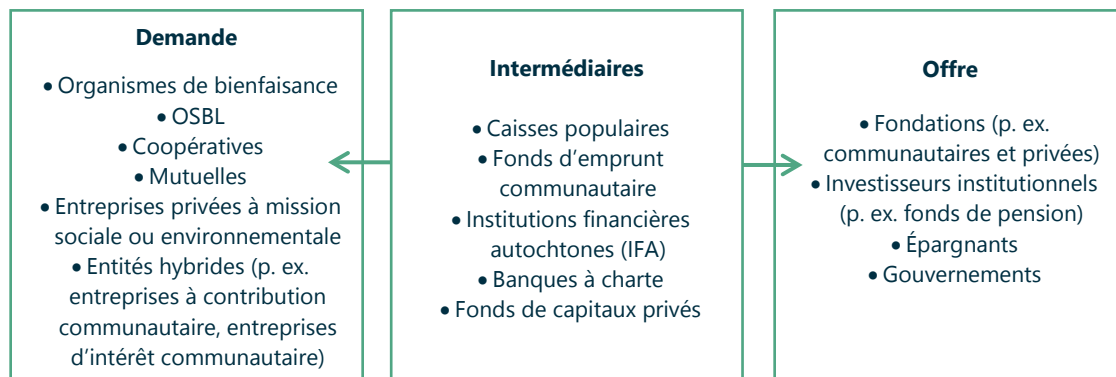 Demande
• Organismes de bienfaisance
• OSBL
• Coopératives
• Mutuelles
• Entreprises privées à mission
sociale ou environnementale
• Entités hybrides (p. ex.
entreprises à contribution
communautaire, entreprises
d'intérêt communautaire)
Intermédiaires
• Caisses populaires
• Fonds d'emprunt
communautaire
• Institutions financières
autochtones (IFA)
• Banques à charte
• Fonds de capitaux privés
Offre
• Fondations (p. ex.
communautaires et privées)
• Investisseurs institutionnels
(p. ex. fonds de pension)
• Épargnants
• Gouvernements